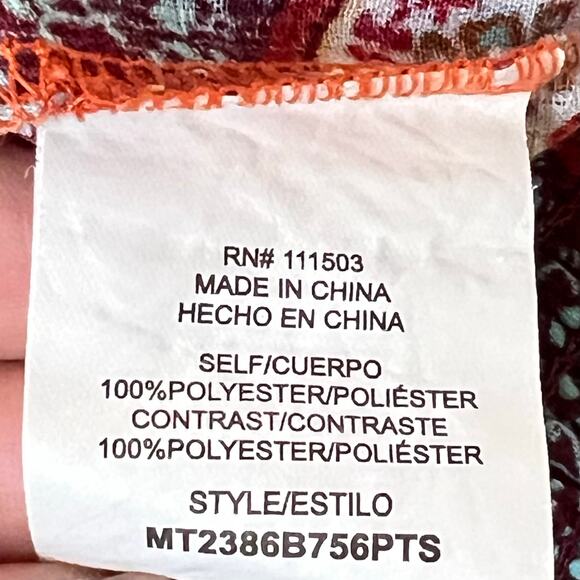 RN# 111503
MADE IN CHINA
HECHO EN CHINA
SELF/CUERPO
100%POLYESTER/POLIÉSTER
CONTRAST/CONTRASTE
100%POLYESTER/POLIÉSTER
STYLE/ESTILO
MT2386B756PTS